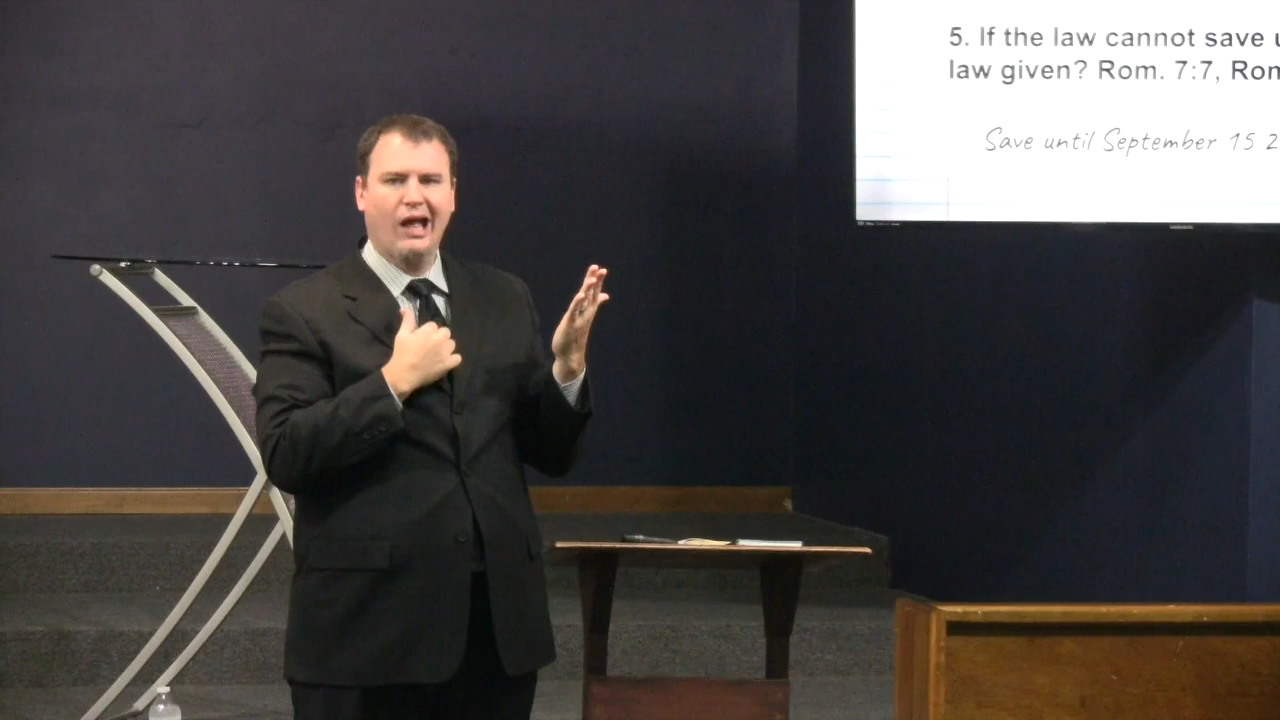 5. If the law cannot save
law given? Rom. 7:7,
Save until September 15